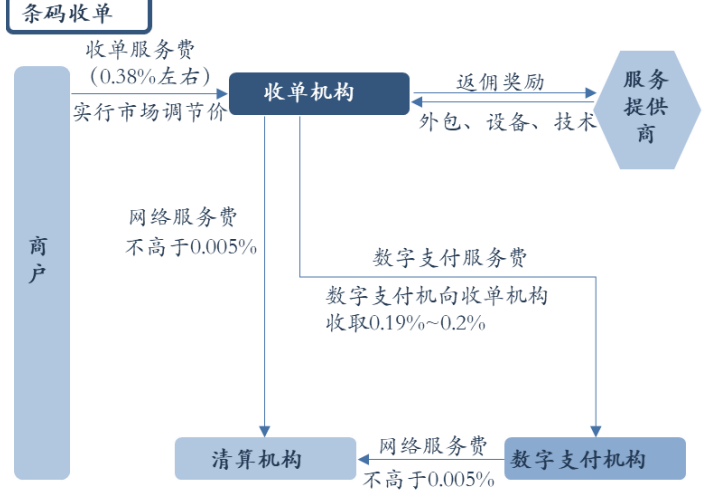 条码收单
收单服务费
（0.38%左右）
实行市场调节价
收单机构
返佣奖励
外包、设备、技术
服务
提供
商
网络服务费
不高于0.005%
商
户
数字支付服务费
数字支付机向收单机构
收取0.19%~0.2%
清算机构
网络服务费
不高于0.005%
数字支付机构